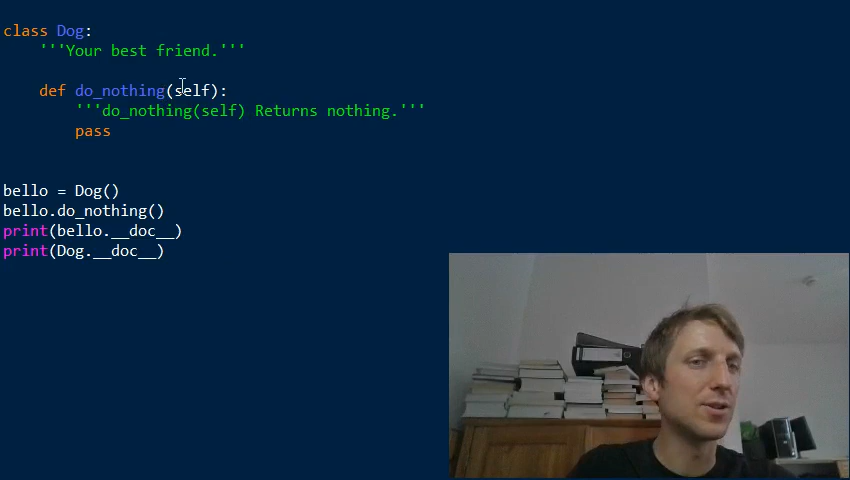 class Dog:
    '''Your best friend.'''
    def do_nothing(self):
        '''do_nothing(self) Returns nothing.'''
        pass
bello = Dog()
bello.do_nothing()
print(bello.__doc__)
print(Dog.__doc__)